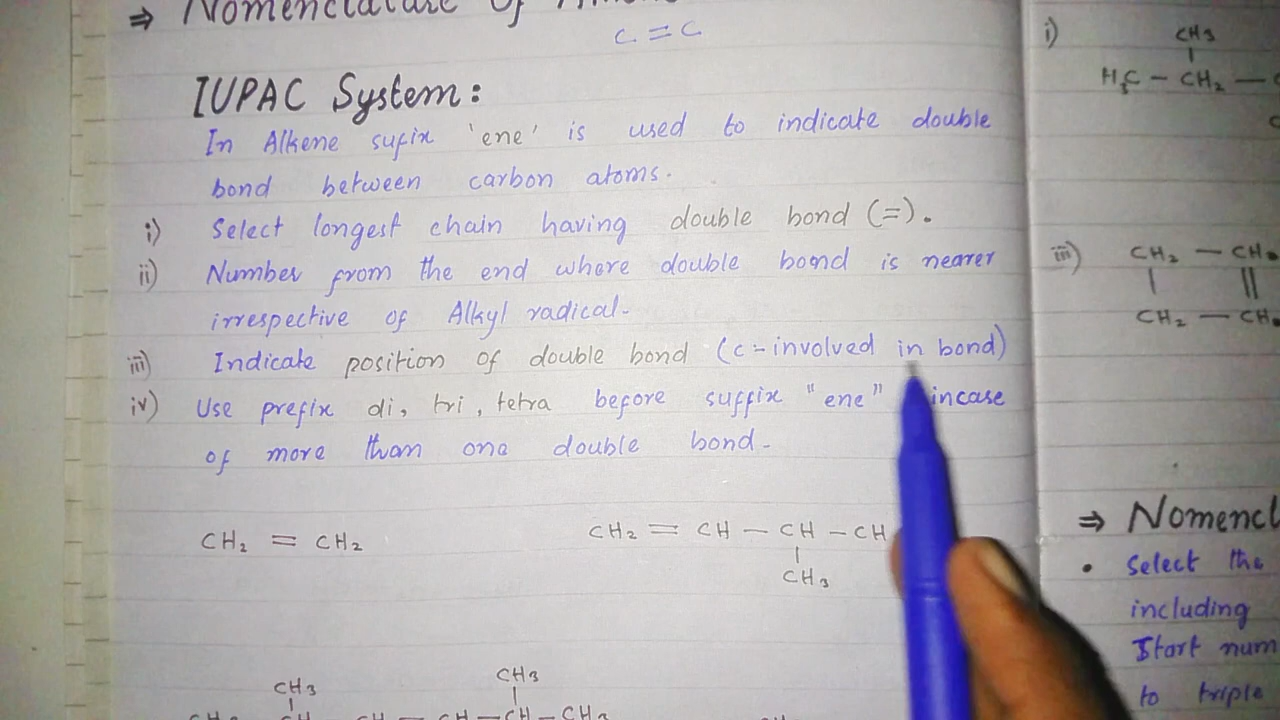 ⇒ Nomenclature Of
C = C
IUPAC System:
In Alkene sufix 'ene' is used to indicate double
bond between carbon atoms.
i) Select longest chain having double bond (=).
ii) Number from the end where double bond is nearer
irrespective of Alkyl radical.
iii) Indicate position of double bond (c-involved in bond)
iv) Use prefix di, tri, tetra before suffix "ene" incase
of more than one double bond.
CH₂ = CH₂
CH₂ = CH — CH — CH
CH₃
CH₃
CH₃
CH — CH — CH₃
i)
CH₃
H₃C — CH₂ —
iii) CH₂ — CH
CH₂ — CH
⇒ Nomencl
• Select the
including
Start num
to triple